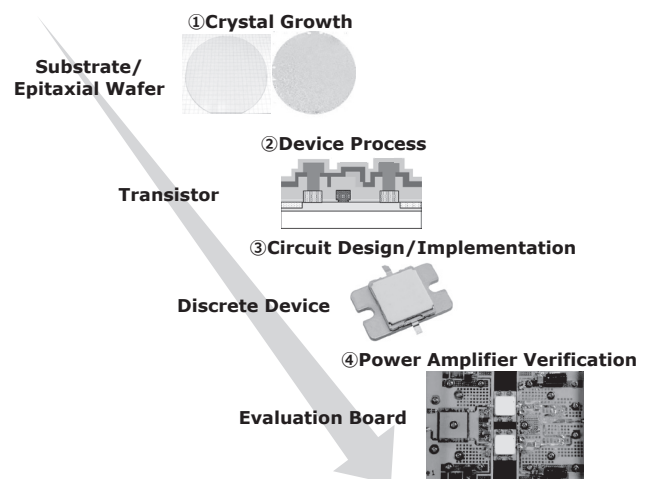 ①Crystal Growth
Substrate/
Epitaxial Wafer
②Device Process
Transistor
③Circuit Design/Implementation
Discrete Device
④Power Amplifier Verification
Evaluation Board